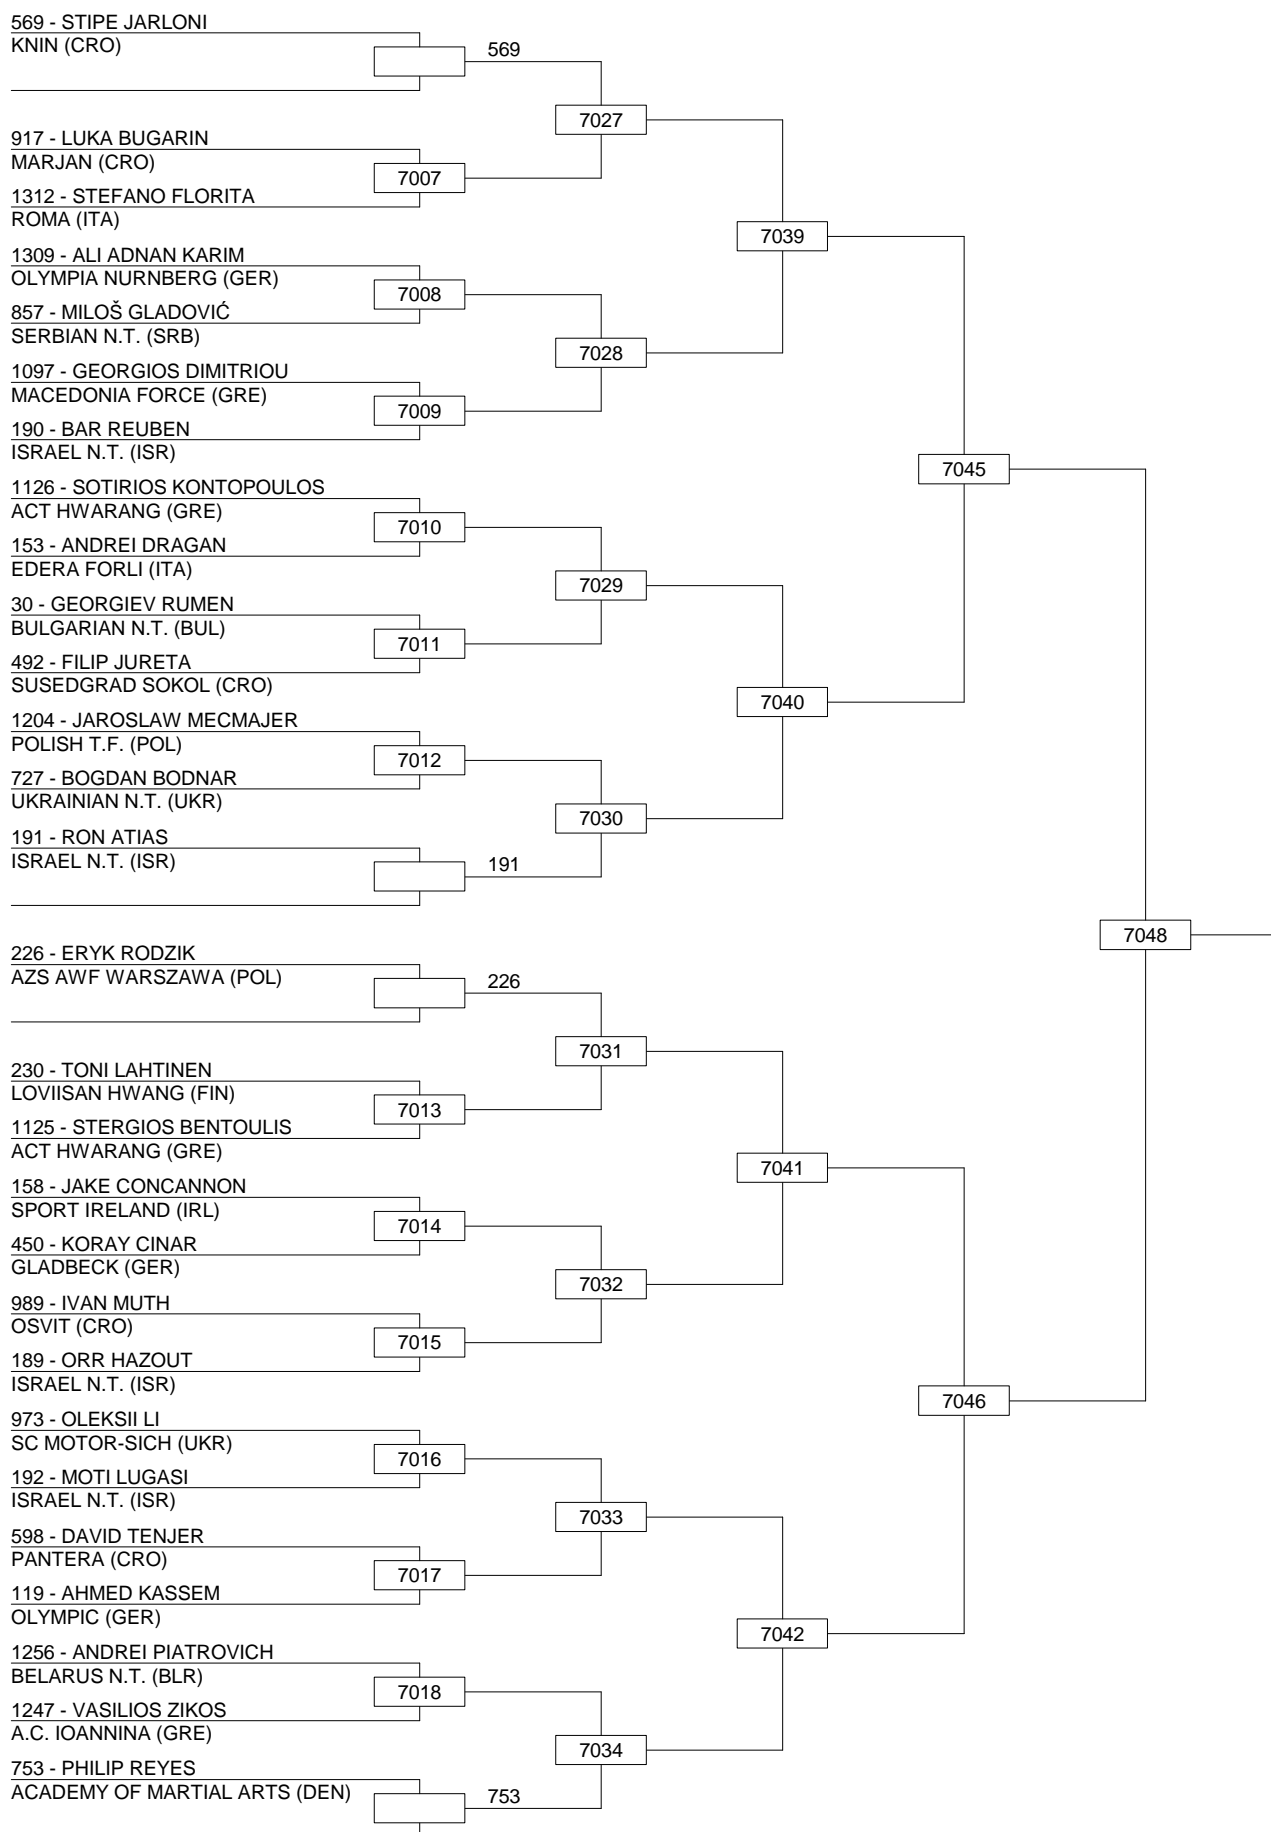 569 - STIPE JARLONI
KNIN (CRO)
569
7027
917 - LUKA BUGARIN
MARJAN (CRO)
7007
1312 - STEFANO FLORITA
ROMA (ITA)
7039
1309 - ALI ADNAN KARIM
OLYMPIA NURNBERG (GER)
7008
857 - MILOŠ GLADOVIĆ
SERBIAN N.T. (SRB)
7028
1097 - GEORGIOS DIMITRIOU
MACEDONIA FORCE (GRE)
7009
190 - BAR REUBEN
ISRAEL N.T. (ISR)
7045
1126 - SOTIRIOS KONTOPOULOS
ACT HWARANG (GRE)
7010
153 - ANDREI DRAGAN
EDERA FORLI (ITA)
7029
30 - GEORGIEV RUMEN
BULGARIAN N.T. (BUL)
7011
492 - FILIP JURETA
SUSEDGRAD SOKOL (CRO)
7040
1204 - JAROSLAW MECMAJER
POLISH T.F. (POL)
7012
727 - BOGDAN BODNAR
UKRAINIAN N.T. (UKR)
7030
191 - RON ATIAS
ISRAEL N.T. (ISR)
191
7048
226 - ERYK RODZIK
AZS AWF WARSZAWA (POL)
226
7031
230 - TONI LAHTINEN
LOVIISAN HWANG (FIN)
7013
1125 - STERGIOS BENTOULIS
ACT HWARANG (GRE)
7041
158 - JAKE CONCANNON
SPORT IRELAND (IRL)
7014
450 - KORAY CINAR
GLADBECK (GER)
7032
989 - IVAN MUTH
OSVIT (CRO)
7015
189 - ORR HAZOUT
ISRAEL N.T. (ISR)
7046
973 - OLEKSII LI
SC MOTOR-SICH (UKR)
7016
192 - MOTI LUGASI
ISRAEL N.T. (ISR)
7033
598 - DAVID TENJER
PANTERA (CRO)
7017
119 - AHMED KASSEM
OLYMPIC (GER)
7042
1256 - ANDREI PIATROVICH
BELARUS N.T. (BLR)
7018
1247 - VASILIOS ZIKOS
A.C. IOANNINA (GRE)
7034
753 - PHILIP REYES
ACADEMY OF MARTIAL ARTS (DEN)
753